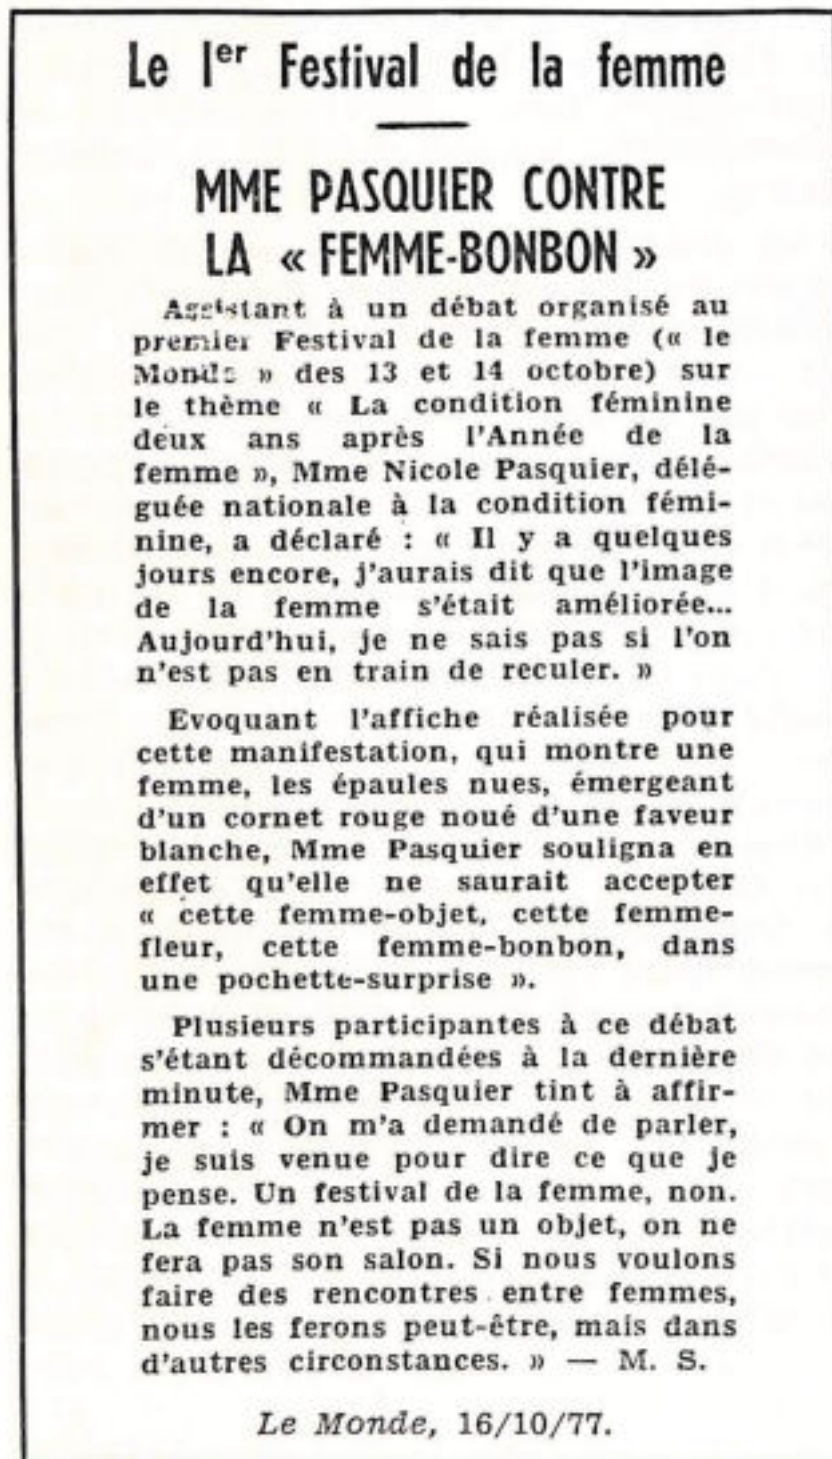 Le 1er Festival de la femme
MME PASQUIER CONTRE
LA « FEMME-BONBON »
Assistant à un débat organisé au
premier Festival de la femme (« le
Monde » des 13 et 14 octobre) sur
le thème « La condition féminine
deux ans après l'Année de la
femme », Mme Nicole Pasquier, délé-
guée nationale à la condition fémi-
nine, a déclaré : « Il y a quelques
jours encore, j'aurais dit que l'image
de la femme s'était améliorée...
Aujourd'hui, je ne sais pas si l'on
n'est pas en train de reculer. »
Evoquant l'affiche réalisée pour
cette manifestation, qui montre une
femme, les épaules nues, émergeant
d'un cornet rouge noué d'une faveur
blanche, Mme Pasquier souligna en
effet qu'elle ne saurait accepter
« cette femme-objet, cette femme-
fleur, cette femme-bonbon, dans
une pochette-surprise ».
Plusieurs participantes à ce débat
s'étant décommandées à la dernière
minute, Mme Pasquier tint à affir-
mer : « On m'a demandé de parler,
je suis venue pour dire ce que je
pense. Un festival de la femme, non.
La femme n'est pas un objet, on ne
fera pas son salon. Si nous voulons
faire des rencontres entre femmes,
nous les ferons peut-être, mais dans
d'autres circonstances. » — M. S.
Le Monde, 16/10/77.